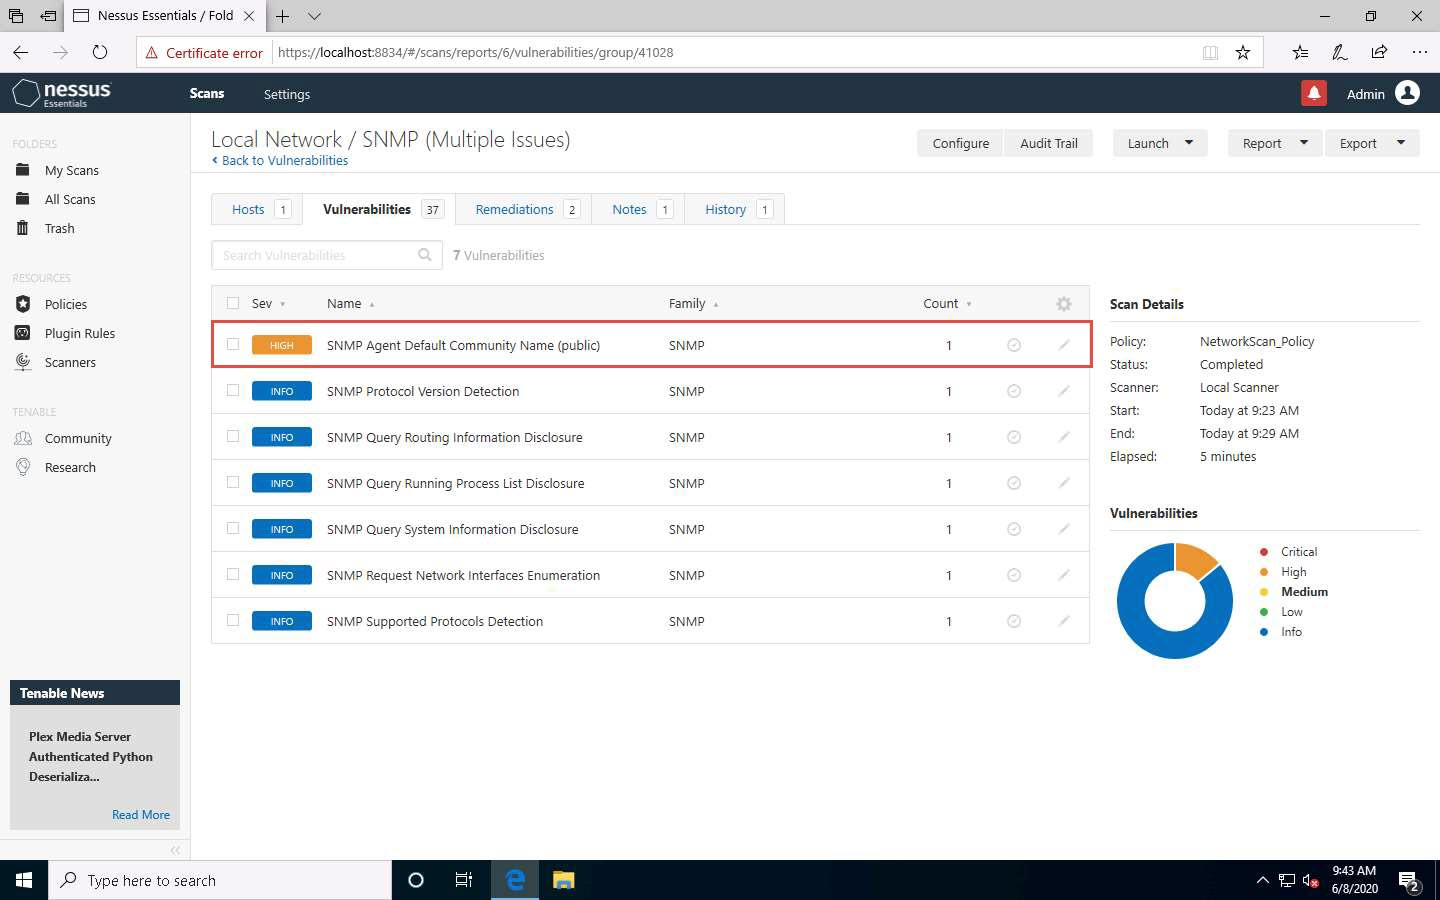 Nessus Essentials / Fold
Certificate error
https://localhost:8834/#/scans/reports/6/vulnerabilities/group/41028
nessus
Essentials
Scans
Settings
Admin
FOLDERS
My Scans
All Scans
Trash
RESOURCES
Policies
Plugin Rules
Scanners
TENABLE
Community
Research
Tenable News
Plex Media Server
Authenticated Python
Deserializa...
Read More
Local Network / SNMP (Multiple Issues)
Back to Vulnerabilities
Configure
Audit Trail
Launch
Report
Export
Hosts 1
Vulnerabilities 37
Remediations 2
Notes 1
History 1
Search Vulnerabilities
7 Vulnerabilities
Sev Name Family Count
HIGH SNMP Agent Default Community Name (public) SNMP 1
INFO SNMP Protocol Version Detection SNMP 1
INFO SNMP Query Routing Information Disclosure SNMP 1
INFO SNMP Query Running Process List Disclosure SNMP 1
INFO SNMP Query System Information Disclosure SNMP 1
INFO SNMP Request Network Interfaces Enumeration SNMP 1
INFO SNMP Supported Protocols Detection SNMP 1
Scan Details
Policy: NetworkScan_Policy
Status: Completed
Scanner: Local Scanner
Start: Today at 9:23 AM
End: Today at 9:29 AM
Elapsed: 5 minutes
Vulnerabilities
Critical
High
Medium
Low
Info
Type here to search
9:43 AM
6/8/2020
2